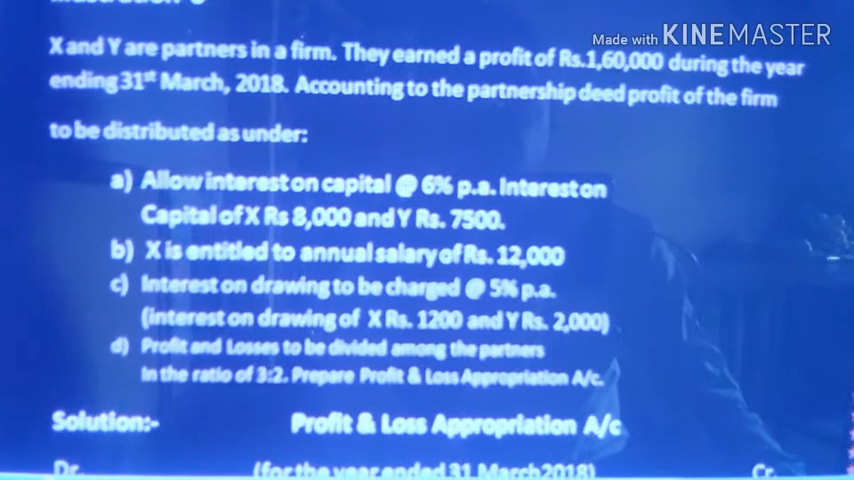 Made with KINEMASTER
X and Y are partners in a firm. They earned a profit of Rs.1,60,000 during the year
ending 31st March, 2018. Accounting to the partnership deed profit of the firm
to be distributed as under:
a) Allow interest on capital @ 6% p.a. Interest on
Capital of X Rs 8,000 and Y Rs. 7500.
b) X is entitled to annual salary of Rs. 12,000
c) Interest on drawing to be charged @ 5% p.a.
(interest on drawing of X Rs. 1200 and Y Rs. 2,000)
d) Profit and Losses to be divided among the partners
In the ratio of 3:2. Prepare Profit & Loss Appropriation A/c.
Solution:- Profit & Loss Appropriation A/c
Dr. (for the year ended 31 March 2018) Cr.